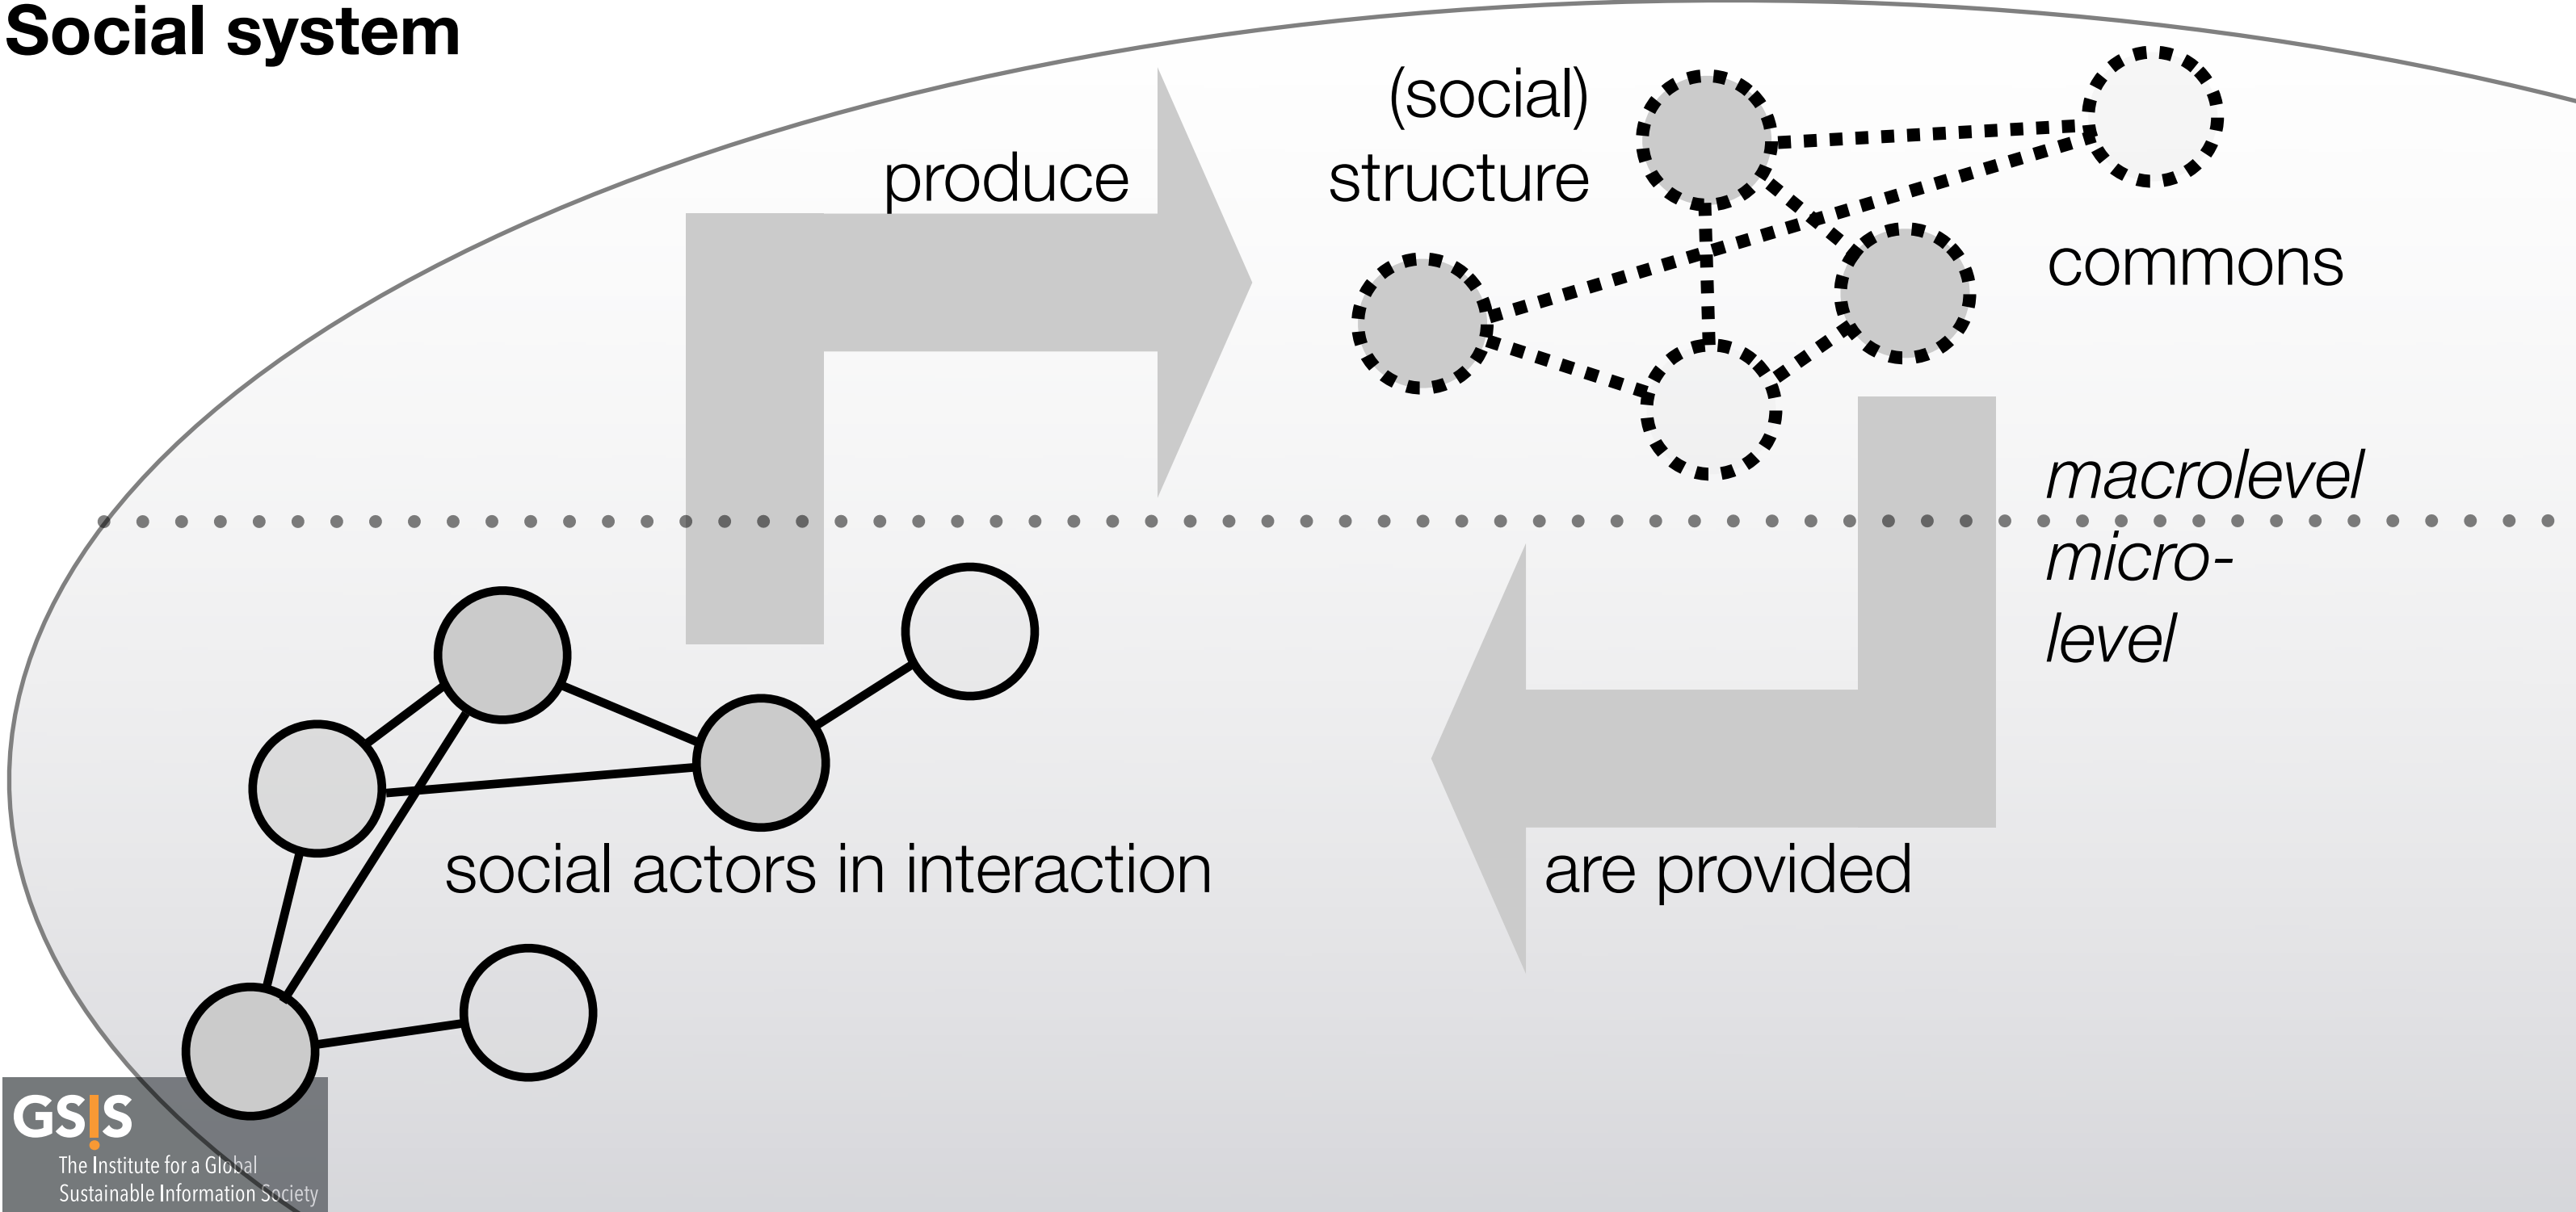 Social system
(social)
structure
produce
commons
macrolevel
micro-
level
social actors in interaction
are provided
GSIS
The Institute for a Global
Sustainable Information Society